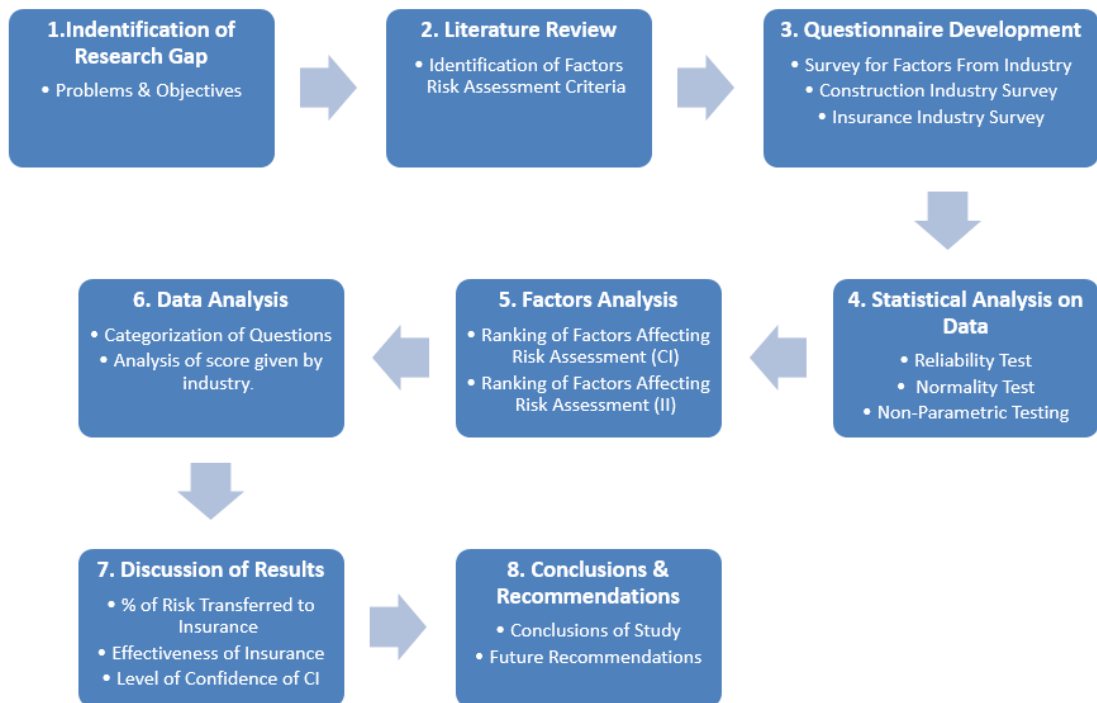 1.Indentification of
Research Gap
• Problems & Objectives
2. Literature Review
• Identification of Factors
Risk Assessment Criteria
3. Questionnaire Development
• Survey for Factors From Industry
• Construction Industry Survey
• Insurance Industry Survey
4. Statistical Analysis on
Data
• Reliability Test
• Normality Test
• Non-Parametric Testing
5. Factors Analysis
• Ranking of Factors Affecting
Risk Assessment (CI)
• Ranking of Factors Affecting
Risk Assessment (II)
6. Data Analysis
• Categorization of Questions
• Analysis of score given by
industry.
7. Discussion of Results
• % of Risk Transferred to
Insurance
• Effectiveness of Insurance
• Level of Confidence of CI
8. Conclusions &
Recommendations
• Conclusions of Study
• Future Recommendations